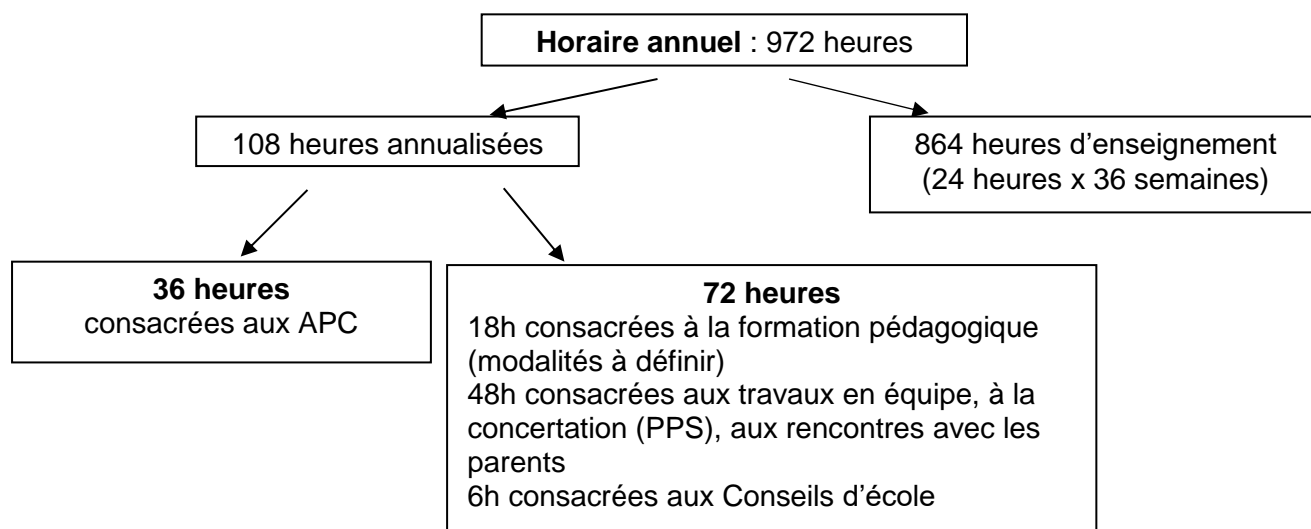 Horaire annuel : 972 heures
108 heures annualisées
864 heures d’enseignement
(24 heures x 36 semaines)
36 heures
consacrées aux APC
72 heures
18h consacrées à la formation pédagogique
(modalités à définir)
48h consacrées aux travaux en équipe, à la
concertation (PPS), aux rencontres avec les
parents
6h consacrées aux Conseils d’école